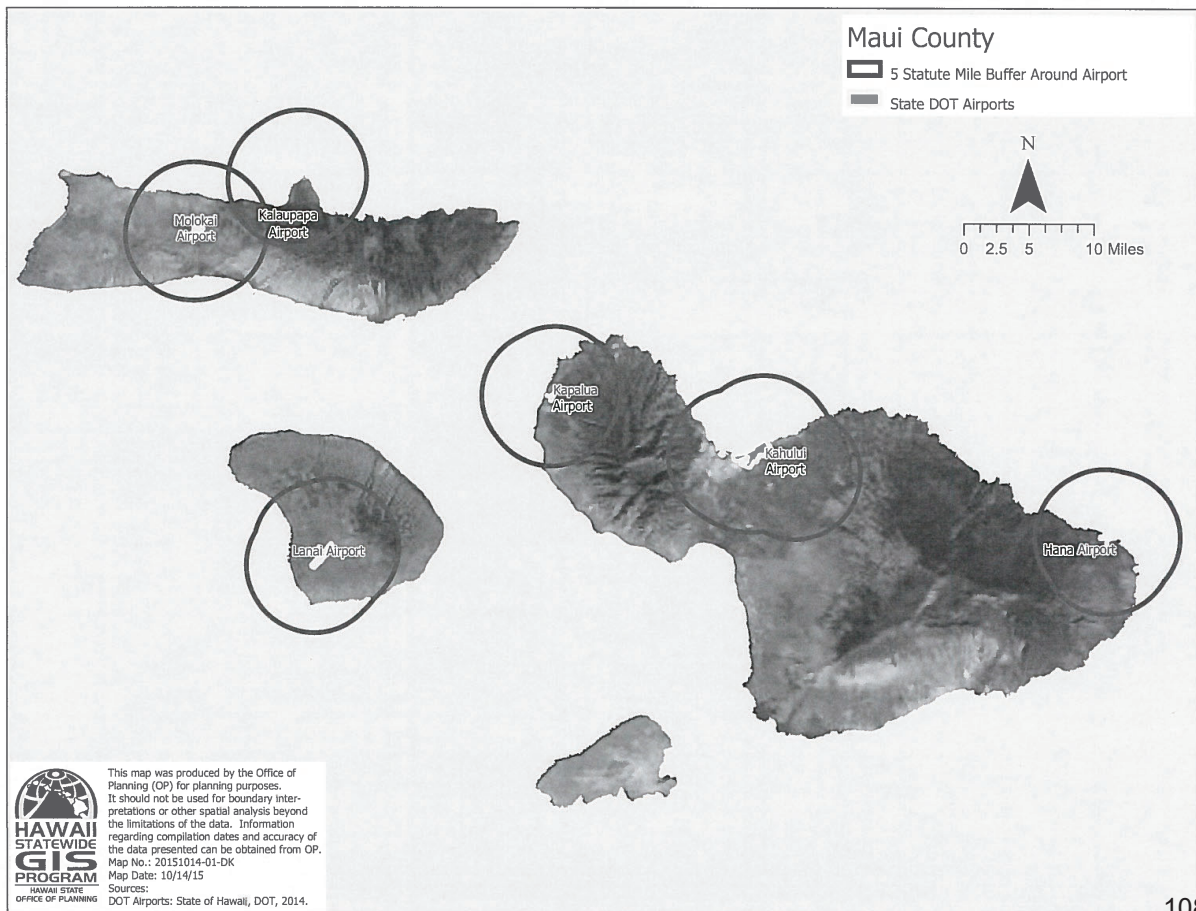 Maui County
5 Statute Mile Buffer Around Airport
State DOT Airports
N
0 2.5 5 10 Miles
Molokai
Airport
Kalaupapa
Airport
Kapalua
Airport
Kahului
Airport
Lanai Airport
Hana Airport
HAWAII
STATEWIDE
GIS
PROGRAM
HAWAII STATE
OFFICE OF PLANNING
This map was produced by the Office of
Planning (OP) for planning purposes.
It should not be used for boundary inter-
pretations or other spatial analysis beyond
the limitations of the data. Information
regarding compilation dates and accuracy of
the data presented can be obtained from OP.
Map No.: 20151014-01-DK
Map Date: 10/14/15
Sources:
DOT Airports: State of Hawaii, DOT, 2014.